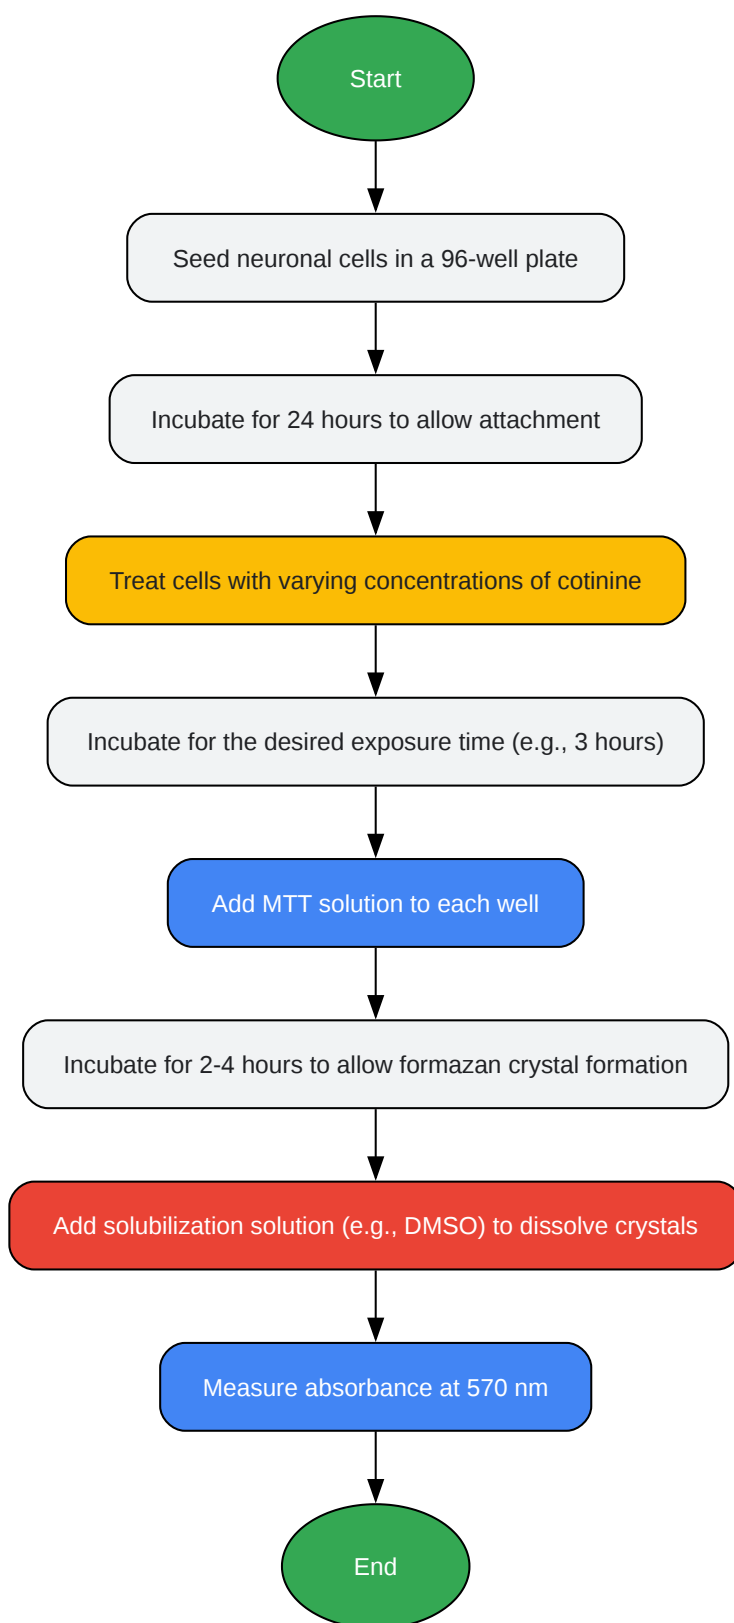 Start
Seed neuronal cells in a 96-well plate
Incubate for 24 hours to allow attachment
Treat cells with varying concentrations of cotinine
Incubate for the desired exposure time (e.g., 3 hours)
Add MTT solution to each well
Incubate for 2-4 hours to allow formazan crystal formation
Add solubilization solution (e.g., DMSO) to dissolve crystals
Measure absorbance at 570 nm
End